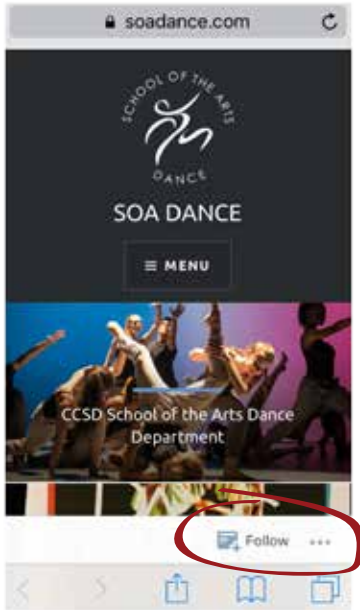 soadance.com
SCHOOL OF THE ARTS
DANCE
SOA DANCE
≡ MENU
CCSD School of the Arts Dance
Department
Follow ...